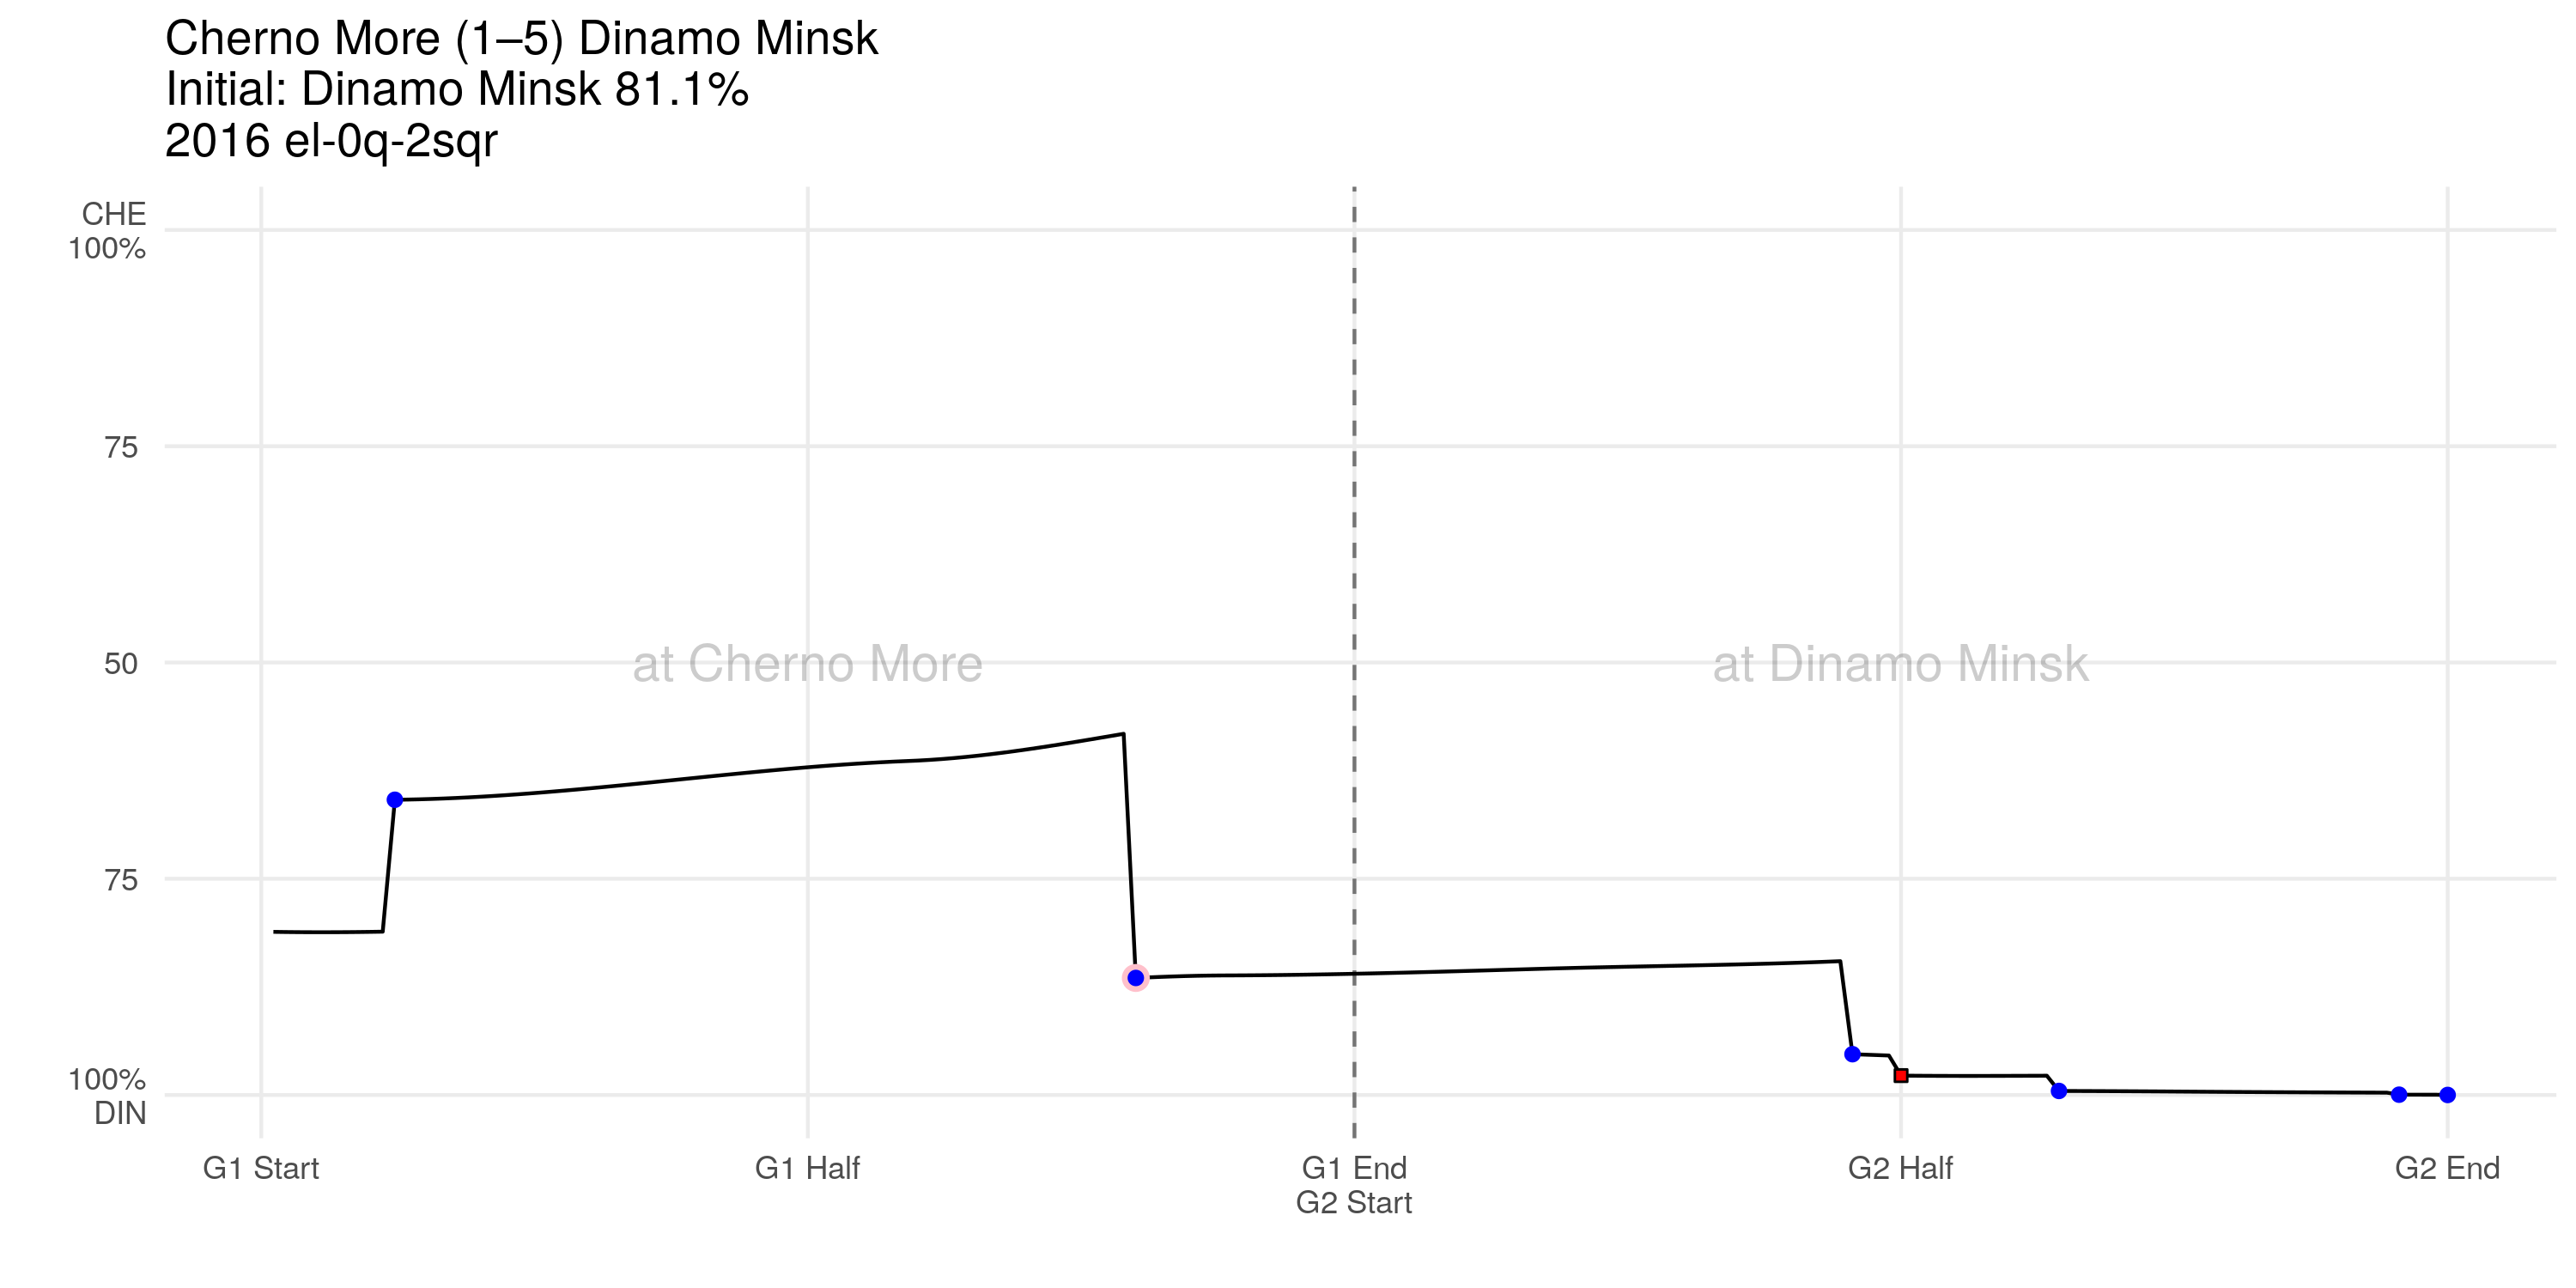 Cherno More (1–5) Dinamo Minsk
Initial: Dinamo Minsk 81.1%
2016 el-0q-2sqr
CHE
100%
75
50
75
100%
DIN
at Cherno More
at Dinamo Minsk
G1 Start
G1 Half
G1 End
G2 Start
G2 Half
G2 End